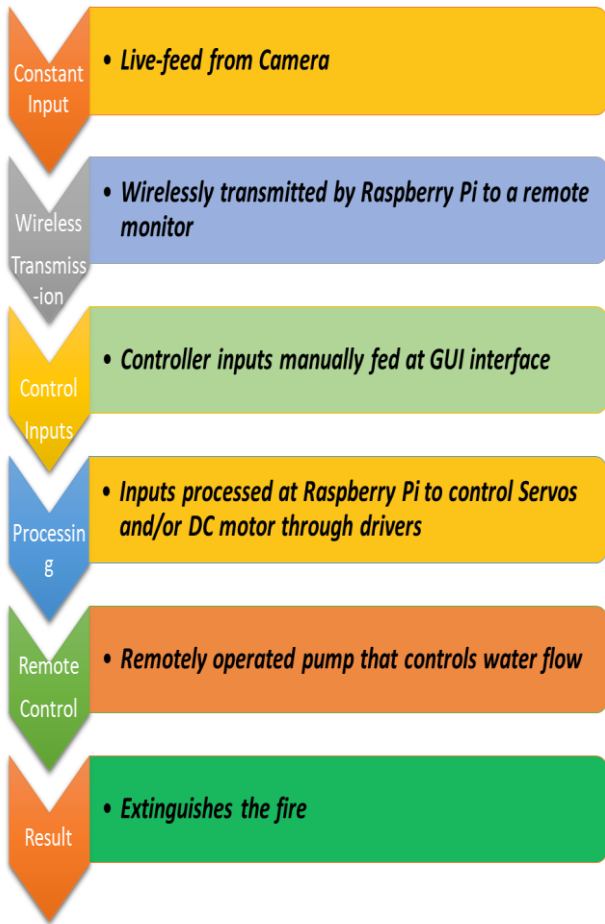 Constant
Input
• Live-feed from Camera
Wireless
Transmiss
-ion
• Wirelessly transmitted by Raspberry Pi to a remote
monitor
Control
Inputs
• Controller inputs manually fed at GUI interface
Processin
g
• Inputs processed at Raspberry Pi to control Servos
and/or DC motor through drivers
Remote
Control
• Remotely operated pump that controls water flow
Result
• Extinguishes the fire